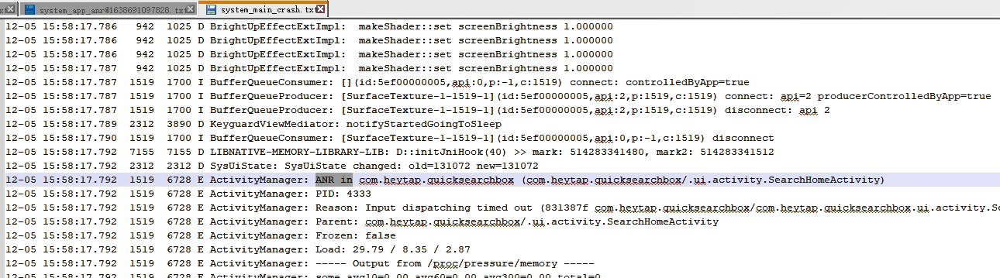 xt system_app_anr@1638691097828.txt system_main_crash.txt
12-05 15:58:17.786   942  1025 D BrightUpEffectExtImpl:  makeShader::set screenBrightness 1.000000
12-05 15:58:17.786   942  1025 D BrightUpEffectExtImpl:  makeShader::set screenBrightness 1.000000
12-05 15:58:17.786   942  1025 D BrightUpEffectExtImpl:  makeShader::set screenBrightness 1.000000
12-05 15:58:17.787   942  1025 D BrightUpEffectExtImpl:  makeShader::set screenBrightness 1.000000
12-05 15:58:17.787  1519  1700 I BufferQueueConsumer: [](id:5ef00000005,api:0,p:-1,c:1519) connect: controlledByApp=true
12-05 15:58:17.787  1519  1700 I BufferQueueProducer: [SurfaceTexture-1-1519-1](id:5ef00000005,api:2,p:1519,c:1519) connect: api=2 producerControlledByApp=true
12-05 15:58:17.787  1519  1700 I BufferQueueProducer: [SurfaceTexture-1-1519-1](id:5ef00000005,api:2,p:1519,c:1519) disconnect: api 2
12-05 15:58:17.789  2312  3890 D KeyguardViewMediator: notifyStartedGoingToSleep
12-05 15:58:17.790  1519  1700 I BufferQueueConsumer: [SurfaceTexture-1-1519-1](id:5ef00000005,api:0,p:-1,c:1519) disconnect
12-05 15:58:17.792  7155  7155 D LIBNATIVE-MEMORY-LIBRARY-LIB: D::initJniHook(40) >> mark: 514283341480, mark2: 514283341512
12-05 15:58:17.792  2312  2312 D SysUiState: SysUiState changed: old=131072 new=131072
12-05 15:58:17.792  1519  6728 E ActivityManager: ANR in com.heytap.quicksearchbox (com.heytap.quicksearchbox/.ui.activity.SearchHomeActivity)
12-05 15:58:17.792  1519  6728 E ActivityManager: PID: 4333
12-05 15:58:17.792  1519  6728 E ActivityManager: Reason: Input dispatching timed out (831387f com.heytap.quicksearchbox/com.heytap.quicksearchbox.ui.activity.Se
12-05 15:58:17.792  1519  6728 E ActivityManager: Parent: com.heytap.quicksearchbox/.ui.activity.SearchHomeActivity
12-05 15:58:17.792  1519  6728 E ActivityManager: Frozen: false
12-05 15:58:17.792  1519  6728 E ActivityManager: Load: 29.79 / 8.35 / 2.87
12-05 15:58:17.792  1519  6728 E ActivityManager: ----- Output from /proc/pressure/memory -----
12-05 15:58:17.792  1519  6728 E ActivityManager: some avg10=0.00 avg60=0.00 avg300=0.00 total=0